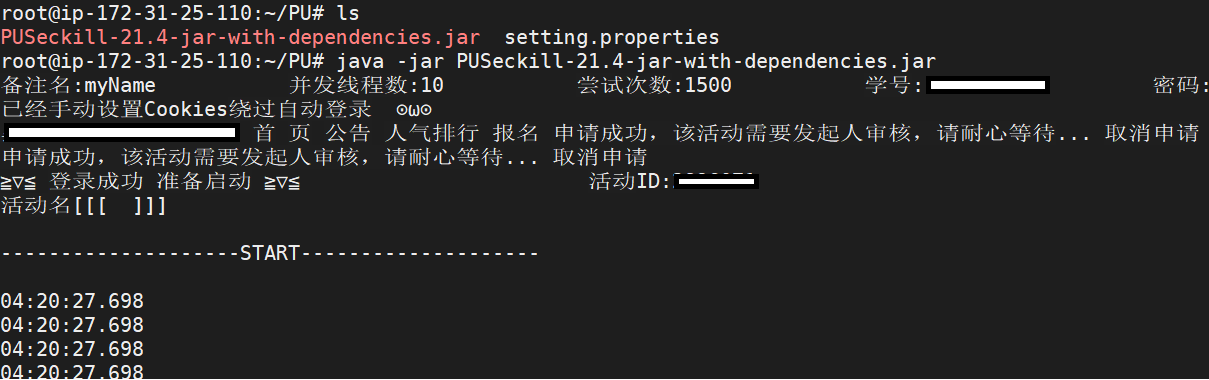 root@ip-172-31-25-110:~/PU# ls
PUSeckill-21.4-jar-with-dependencies.jar setting.properties
root@ip-172-31-25-110:~/PU# java -jar PUSeckill-21.4-jar-with-dependencies.jar
备注名:myName 并发线程数:10 尝试次数:1500 学号: 密码:
已经手动设置Cookies绕过自动登录 ⊙ω⊙
首 页 公告 人气排行 报名 申请成功，该活动需要发起人审核，请耐心等待... 取消申请
申请成功，该活动需要发起人审核，请耐心等待... 取消申请
≧▽≦ 登录成功 准备启动 ≧▽≦ 活动ID:
活动名[[[ ]]]
--------------------START--------------------
04:20:27.698
04:20:27.698
04:20:27.698
04:20:27.698